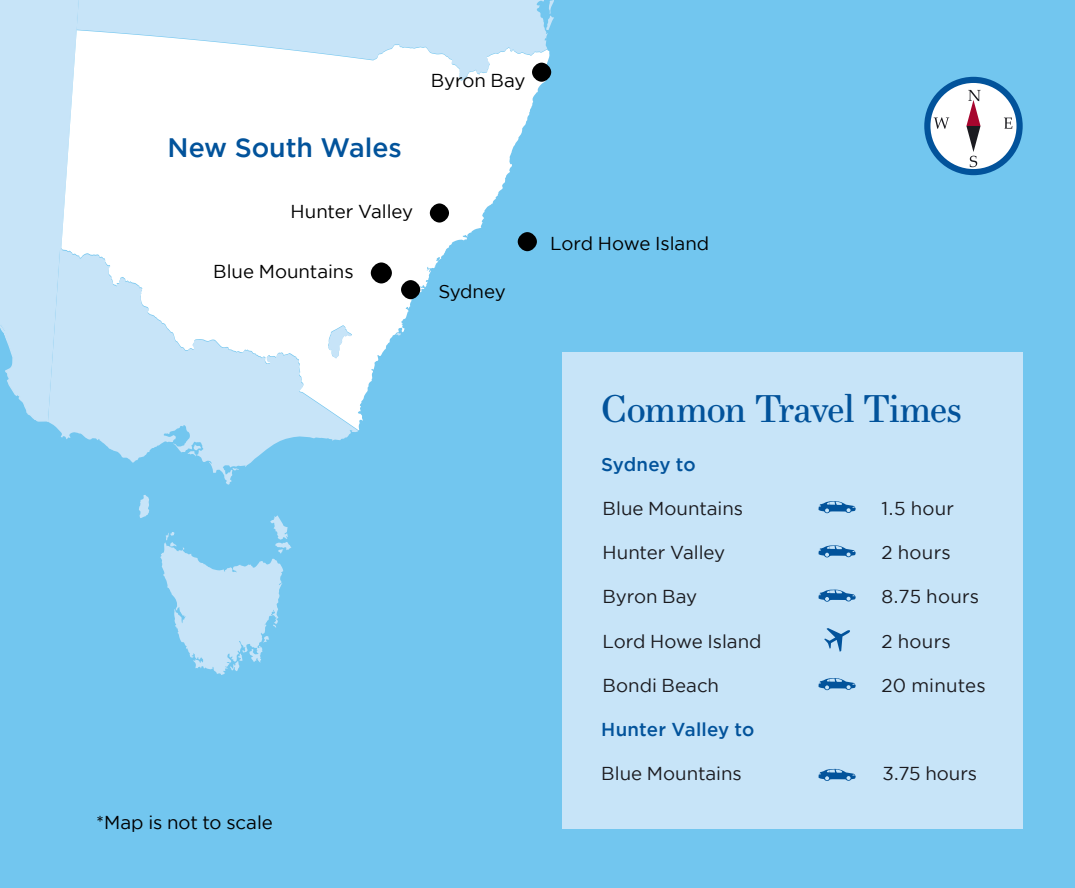 Byron Bay
New South Wales
Hunter Valley
Lord Howe Island
Blue Mountains
Sydney
N
W E
S
Common Travel Times
Sydney to
Blue Mountains 1.5 hour
Hunter Valley 2 hours
Byron Bay 8.75 hours
Lord Howe Island 2 hours
Bondi Beach 20 minutes
Hunter Valley to
Blue Mountains 3.75 hours
*Map is not to scale